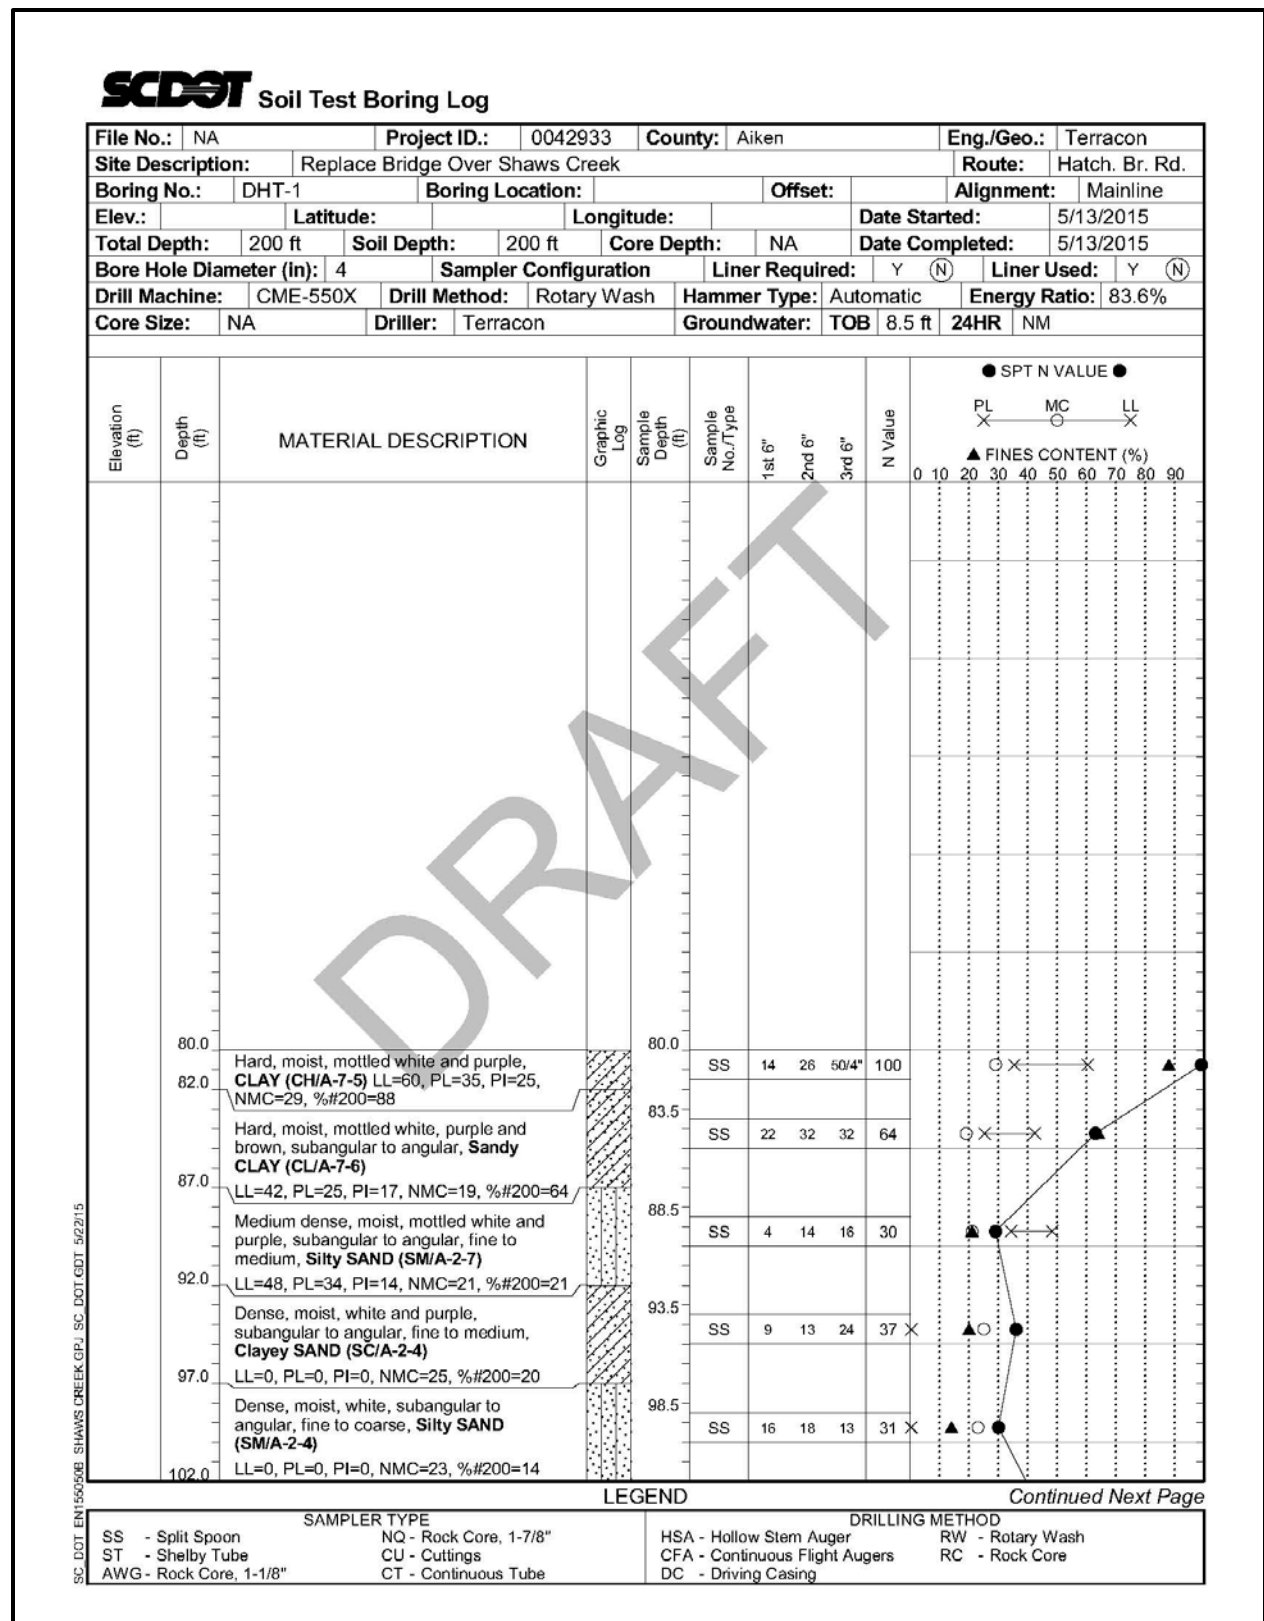 SCDOT Soil Test Boring Log
File No.: NA Project ID.: 0042933 County: Aiken Eng./Geo.: Terracon
Site Description: Replace Bridge Over Shaws Creek Route: Hatch. Br. Rd.
Boring No.: DHT-1 Boring Location: Offset: Alignment: Mainline
Elev.: Latitude: Longitude: Date Started: 5/13/2015
Total Depth: 200 ft Soil Depth: 200 ft Core Depth: NA Date Completed: 5/13/2015
Bore Hole Diameter (in): 4 Sampler Configuration Liner Required: Y N Liner Used: Y N
Drill Machine: CME-550X Drill Method: Rotary Wash Hammer Type: Automatic Energy Ratio: 83.6%
Core Size: NA Driller: Terracon Groundwater: TOB 8.5 ft 24HR NM
Elevation (ft)
Depth (ft)
MATERIAL DESCRIPTION
Graphic Log
Sample Depth (ft)
Sample No./Type
1st 6"
2nd 6"
3rd 6"
N Value
● SPT N VALUE ●
PL MC LL
▲ FINES CONTENT (%)
0 10 20 30 40 50 60 70 80 90
DRAFT
80.0 80.0
Hard, moist, mottled white and purple, SS 14 26 50/4" 100
82.0 CLAY (CH/A-7-5) LL=60, PL=35, PI=25,
NMC=29, %#200=88
83.5
Hard, moist, mottled white, purple and SS 22 32 32 64
brown, subangular to angular, Sandy
CLAY (CL/A-7-6)
87.0 LL=42, PL=25, PI=17, NMC=19, %#200=64
88.5
Medium dense, moist, mottled white and
purple, subangular to angular, fine to SS 4 14 16 30
medium, Silty SAND (SM/A-2-7)
92.0 LL=48, PL=34, PI=14, NMC=21, %#200=21
93.5
Dense, moist, white and purple,
subangular to angular, fine to medium, SS 9 13 24 37
Clayey SAND (SC/A-2-4)
97.0 LL=0, PL=0, PI=0, NMC=25, %#200=20
98.5
Dense, moist, white, subangular to
angular, fine to coarse, Silty SAND SS 16 18 13 31
(SM/A-2-4)
102.0 LL=0, PL=0, PI=0, NMC=23, %#200=14
LEGEND Continued Next Page
SAMPLER TYPE DRILLING METHOD
SS - Split Spoon NQ - Rock Core, 1-7/8" HSA - Hollow Stem Auger RW - Rotary Wash
ST - Shelby Tube CU - Cuttings CFA - Continuous Flight Augers RC - Rock Core
AWG - Rock Core, 1-1/8" CT - Continuous Tube DC - Driving Casing
SC_DOT EN155050B SHAWS CREEK.GPJ SC_DOT.GDT 5/22/15